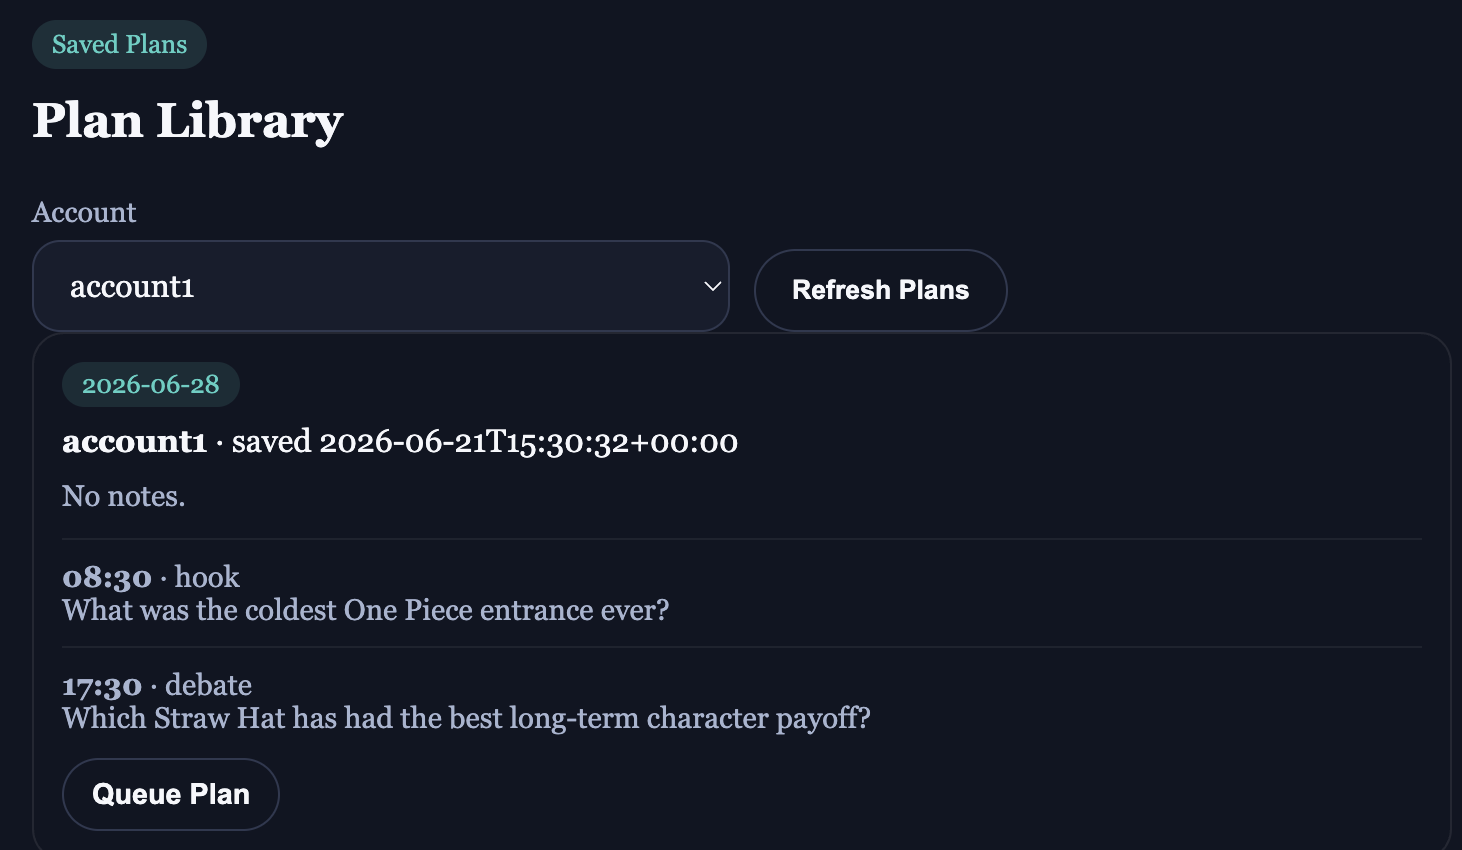 Saved Plans
Plan Library
Account
account1
Refresh Plans
2026-06-28
account1 · saved 2026-06-21T15:30:32+00:00
No notes.
08:30 · hook
What was the coldest One Piece entrance ever?
17:30 · debate
Which Straw Hat has had the best long-term character payoff?
Queue Plan